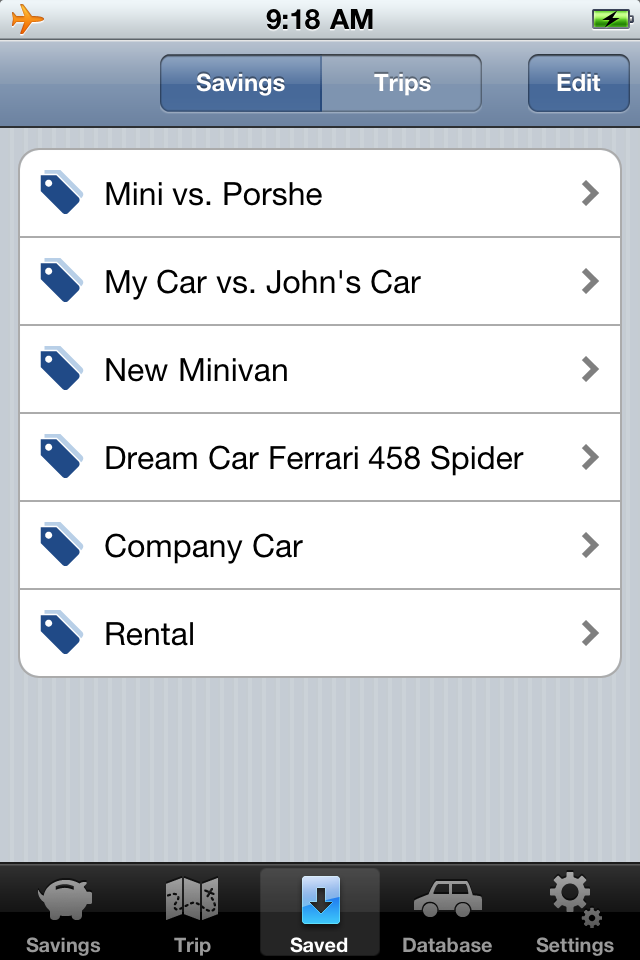 9:18 AM
Savings
Trips
Edit
Mini vs. Porshe
My Car vs. John's Car
New Minivan
Dream Car Ferrari 458 Spider
Company Car
Rental
Savings
Trip
Saved
Database
Settings